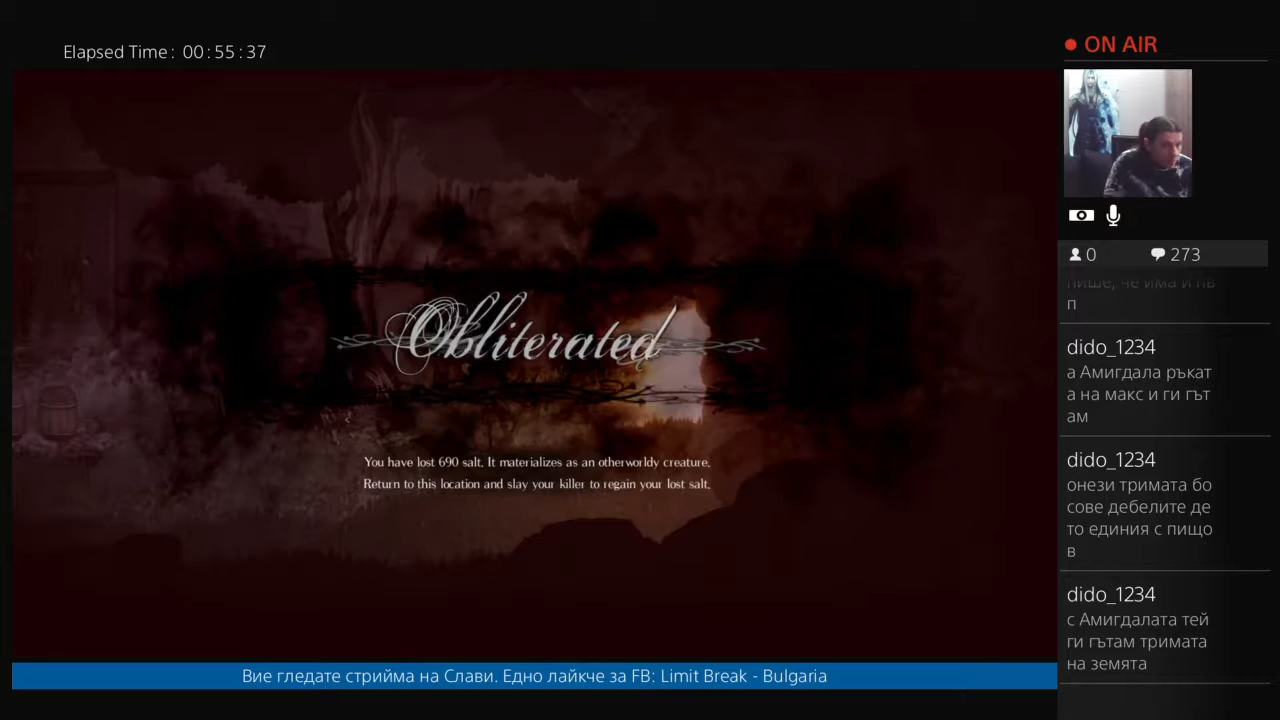 Elapsed Time: 00:55:37
ON AIR
0 273
п
dido_1234
а Амигдала ръкат
а на макс и ги гът
ам
dido_1234
онези тримата бо
сове дебелите де
то единия с пищо
в
dido_1234
с Амигдалата тей
ги гътам тримата
на земята
Obliterated
You have lost 690 salt. It materializes as an otherworldly creature.
Return to this location and slay your killer to regain your lost salt.
Вие гледате стрийма на Слави. Едно лайкче за FB: Limit Break - Bulgaria